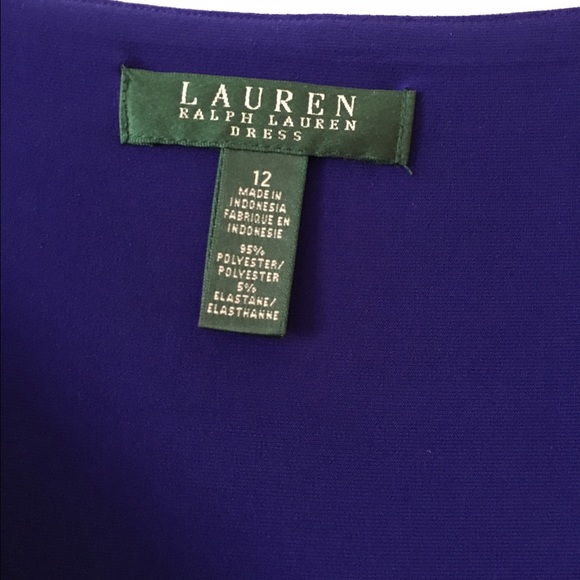 LAUREN
RALPH LAUREN
DRESS
12
MADE IN
INDONESIA
FABRIQUE EN
INDONESIE
95%
POLYESTER/
POLYESTER
5%
ELASTANE/
ELASTHANNE